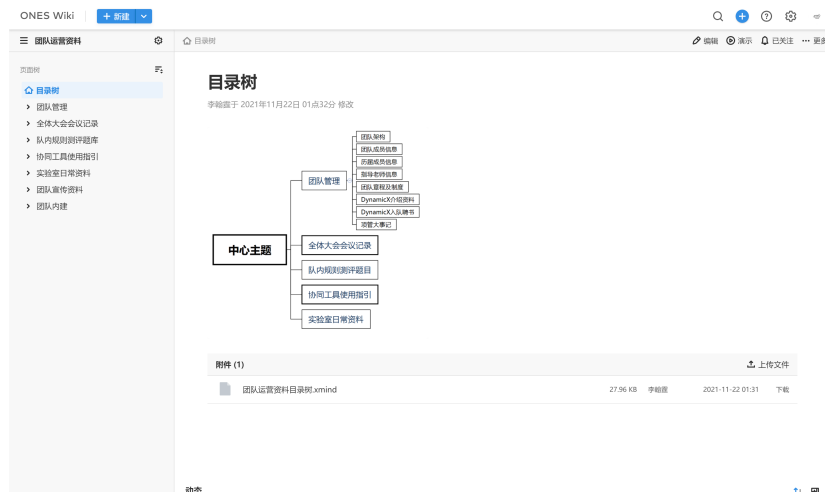 ONES Wiki
+ 新建
团队运营资料
目录树
编辑 演示 已关注 ··· 更多
页面树
目录树
团队管理
全体大会会议记录
队内规则测评题库
协同工具使用指引
实验室日常资料
团队宣传资料
团队内建
目录树
李翰霆于 2021年11月22日 01点32分 修改
中心主题
团队管理
团队架构
团队成员信息
历届成员信息
指导老师信息
团队章程及制度
DynamicX介绍资料
DynamicX入队聘书
项管大事记
全体大会会议记录
队内规则测评题目
协同工具使用指引
实验室日常资料
附件 (1)
上传文件
团队运营资料目录树.xmind 27.96 KB 李翰霆 2021-11-22 01:31 下载
动态